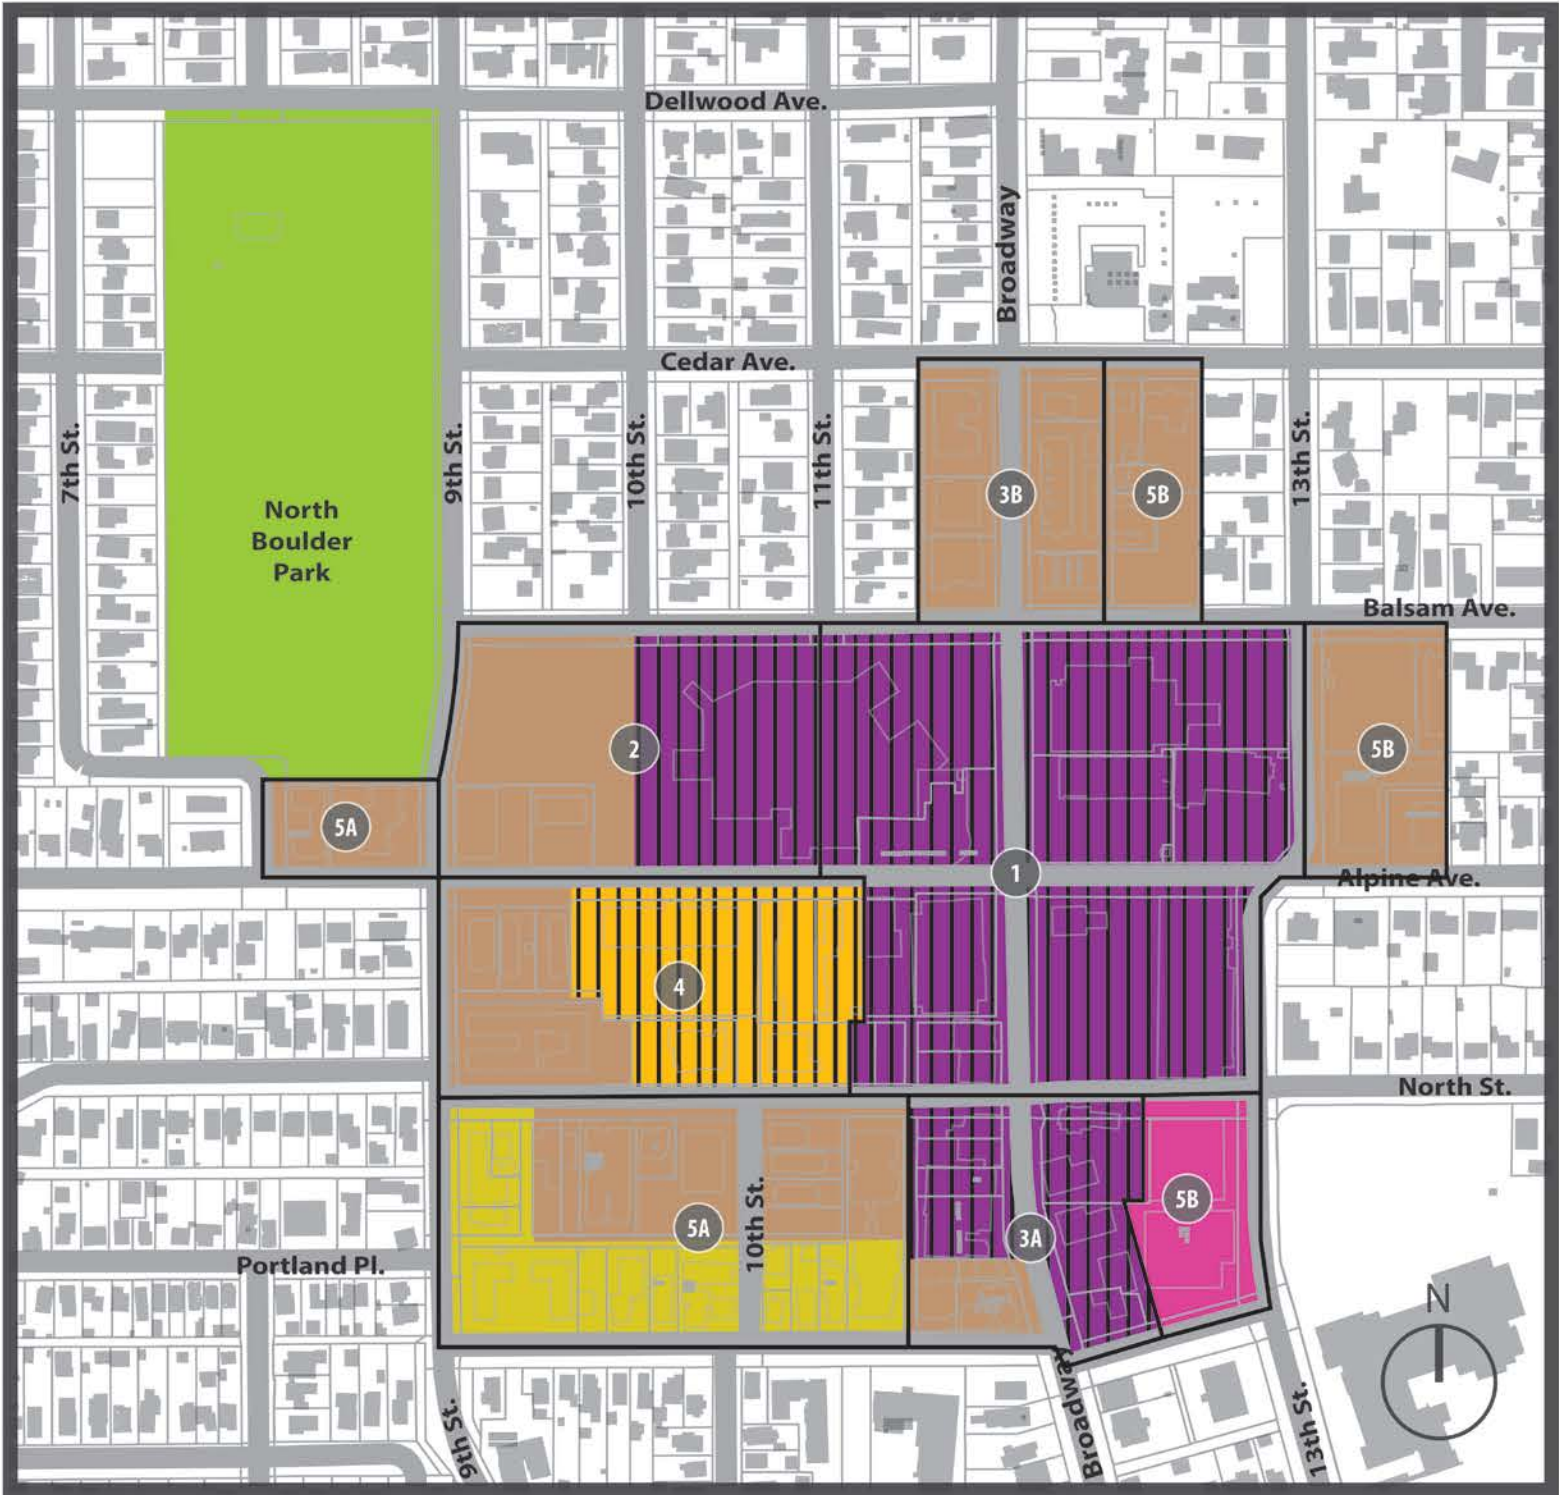 Dellwood Ave.
Broadway
Cedar Ave.
7th St.
9th St.
10th St.
11th St.
13th St.
3B
5B
North
Boulder
Park
Balsam Ave.
2
5B
5A
1
Alpine Ave.
4
North St.
5B
5A
10th St.
3A
Portland Pl.
N
9th St.
Broadway
13th St.